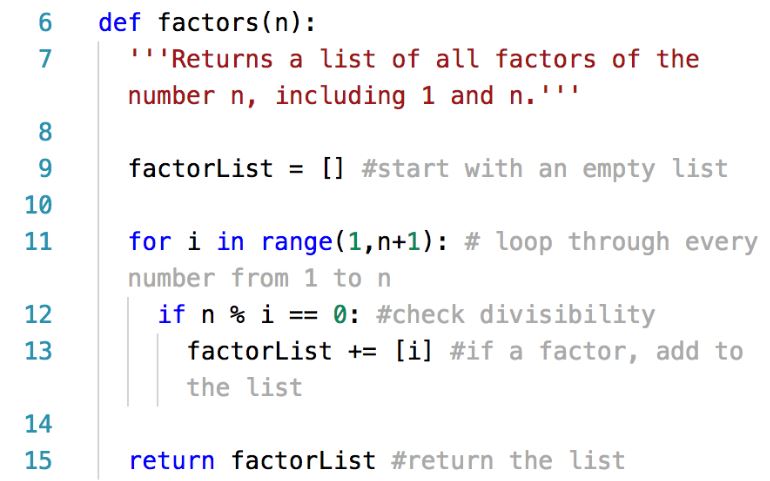 6 def factors(n):
7 '''Returns a list of all factors of the
number n, including 1 and n.'''
8
9 factorList = [] #start with an empty list
10
11 for i in range(1,n+1): # loop through every
number from 1 to n
12 if n % i == 0: #check divisibility
13 factorList += [i] #if a factor, add to
the list
14
15 return factorList #return the list